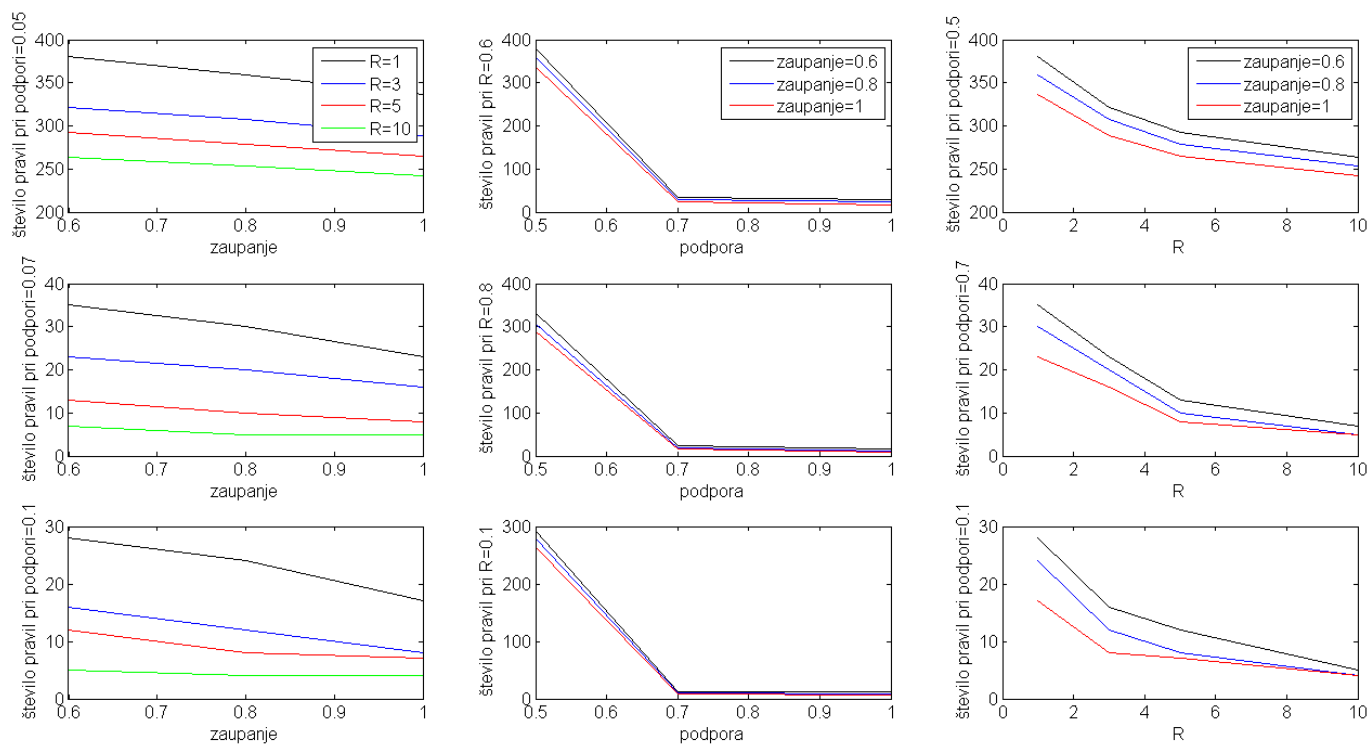 število pravil pri podpori=0.05
400
350
300
250
200
0.6 0.7 0.8 0.9 1
zaupanje
R=1
R=3
R=5
R=10
število pravil pri R=0.6
400
300
200
100
0
0.5 0.6 0.7 0.8 0.9 1
podpora
zaupanje=0.6
zaupanje=0.8
zaupanje=1
število pravil pri podpori=0.5
400
350
300
250
200
0 2 4 6 8 10
R
zaupanje=0.6
zaupanje=0.8
zaupanje=1
število pravil pri podpori=0.07
40
30
20
10
0
0.6 0.7 0.8 0.9 1
zaupanje
število pravil pri R=0.8
400
300
200
100
0
0.5 0.6 0.7 0.8 0.9 1
podpora
število pravil pri podpori=0.7
40
30
20
10
0
0 2 4 6 8 10
R
število pravil pri podpori=0.1
30
20
10
0
0.6 0.7 0.8 0.9 1
zaupanje
število pravil pri R=0.1
300
200
100
0
0.5 0.6 0.7 0.8 0.9 1
podpora
število pravil pri podpori=0.1
30
20
10
0
0 2 4 6 8 10
R